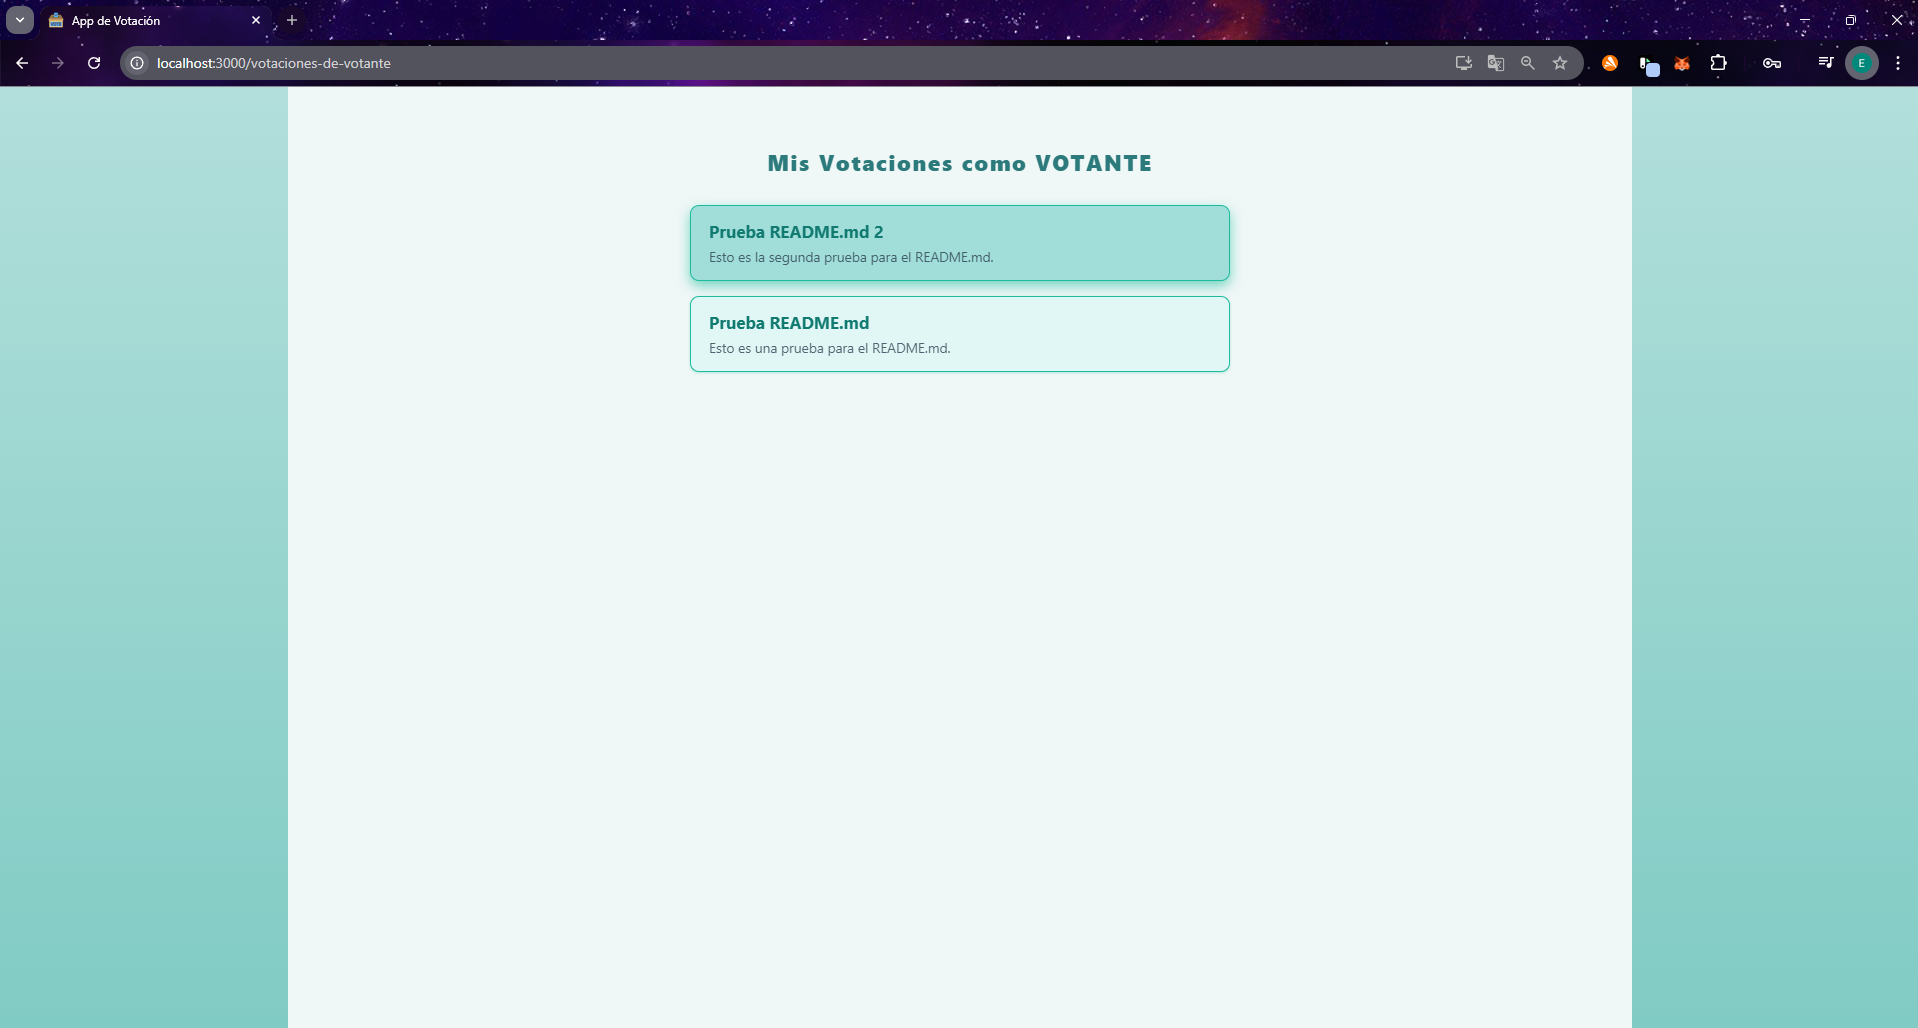 App de Votación
localhost:3000/votaciones-de-votante
E
Mis Votaciones como VOTANTE
Prueba README.md 2
Esto es la segunda prueba para el README.md.
Prueba README.md
Esto es una prueba para el README.md.